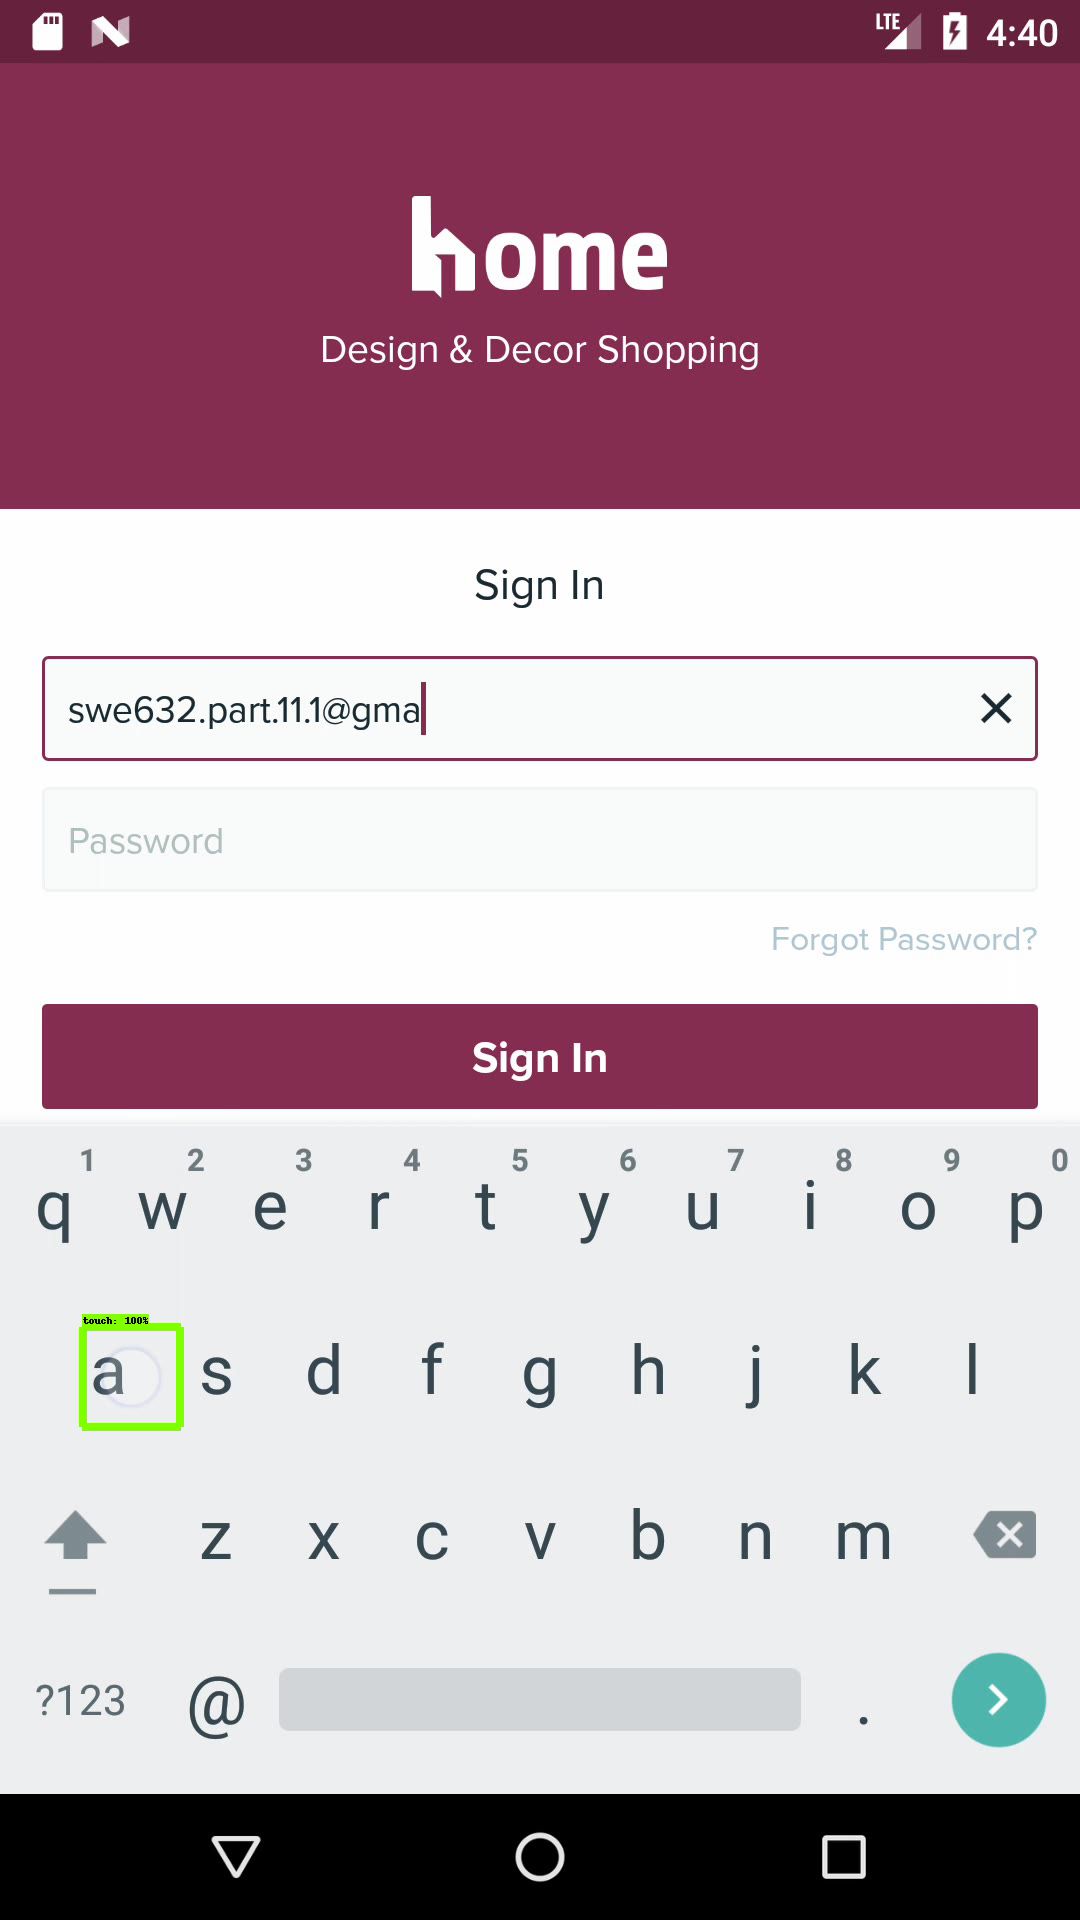 LTE 4:40
home
Design & Decor Shopping
Sign In
swe632.part.11.1@gma
Password
Forgot Password?
Sign In
1 2 3 4 5 6 7 8 9 0
q w e r t y u i o p
touch: 100%
a s d f g h j k l
z x c v b n m
?123 @ .